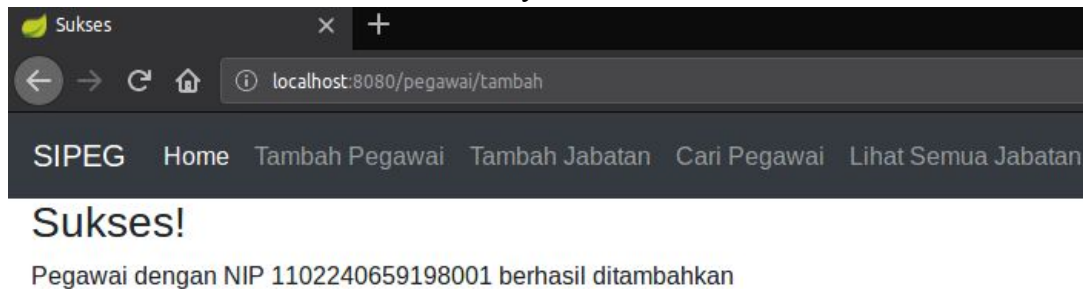 Sukses
localhost:8080/pegawai/tambah
SIPEG Home Tambah Pegawai Tambah Jabatan Cari Pegawai Lihat Semua Jabatan
Sukses!
Pegawai dengan NIP 1102240659198001 berhasil ditambahkan